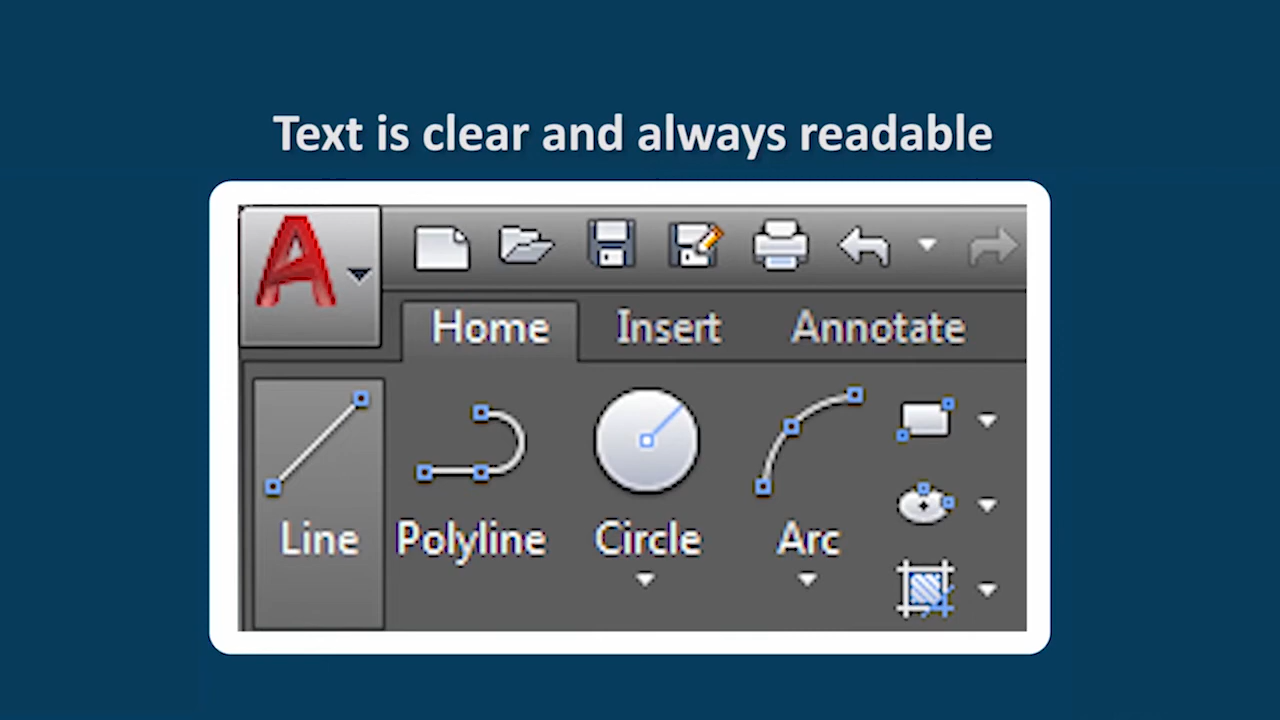 Text is clear and always readable
Home Insert Annotate
Line Polyline Circle Arc